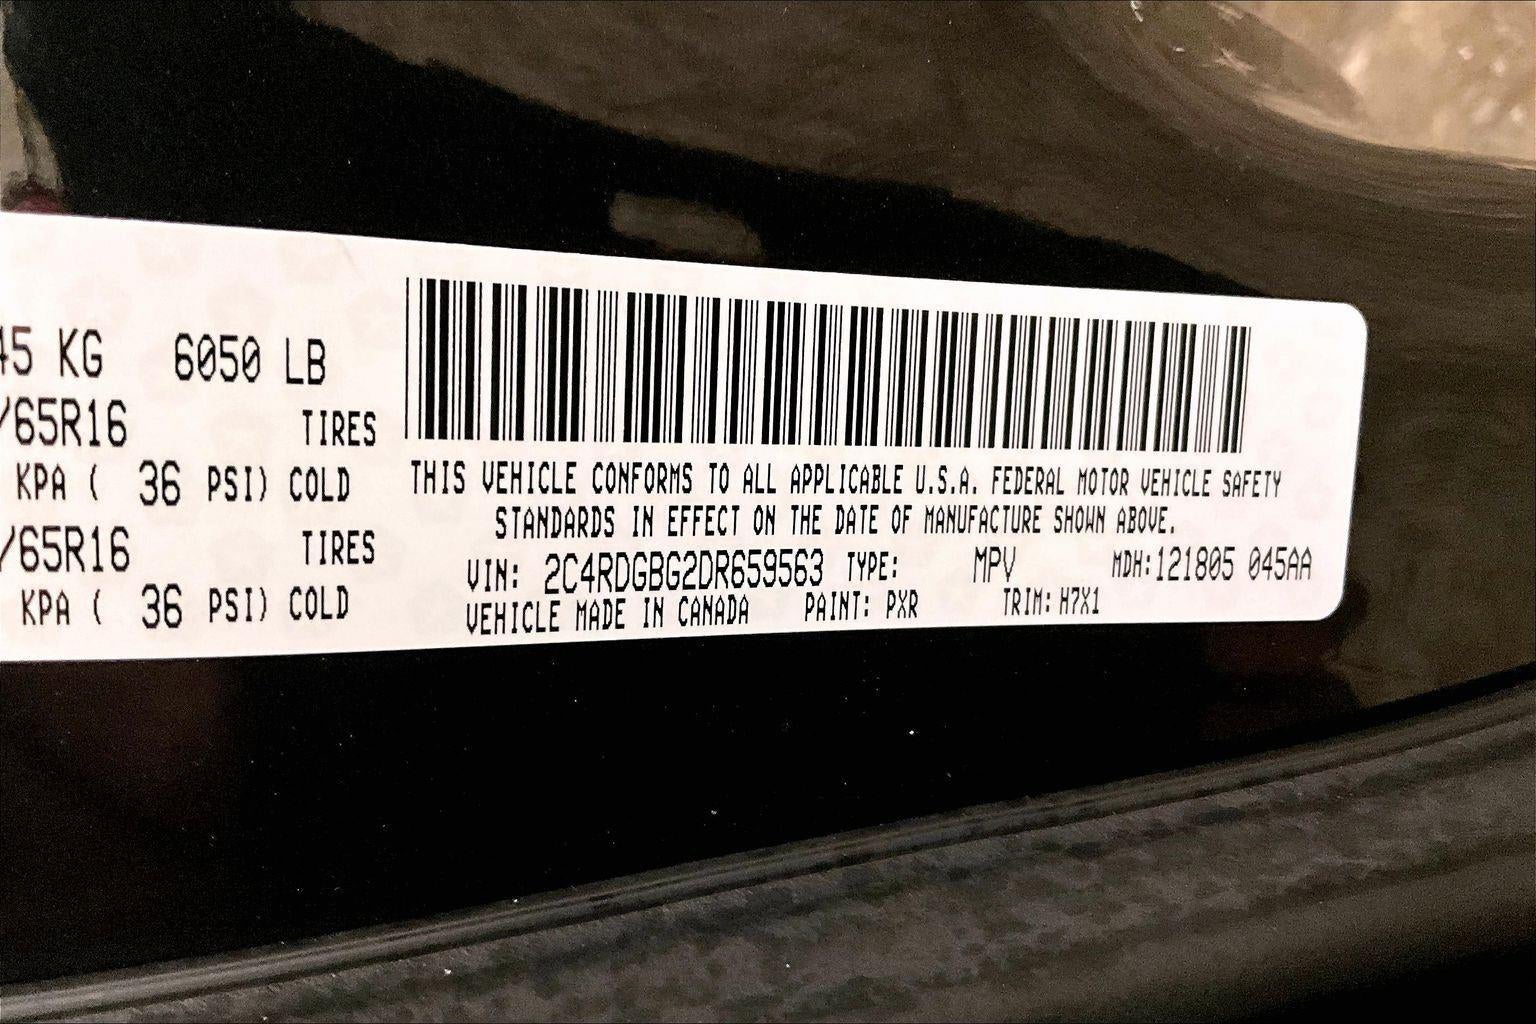 45 KG 6050 LB
/65R16 TIRES
KPA ( 36 PSI) COLD
/65R16 TIRES
KPA ( 36 PSI) COLD
THIS VEHICLE CONFORMS TO ALL APPLICABLE U.S.A. FEDERAL MOTOR VEHICLE SAFETY
STANDARDS IN EFFECT ON THE DATE OF MANUFACTURE SHOWN ABOVE.
VIN: 2C4RDGBG2DR659563 TYPE: MPV MDH:121805 045AA
VEHICLE MADE IN CANADA PAINT: PXR TRIM: H7X1